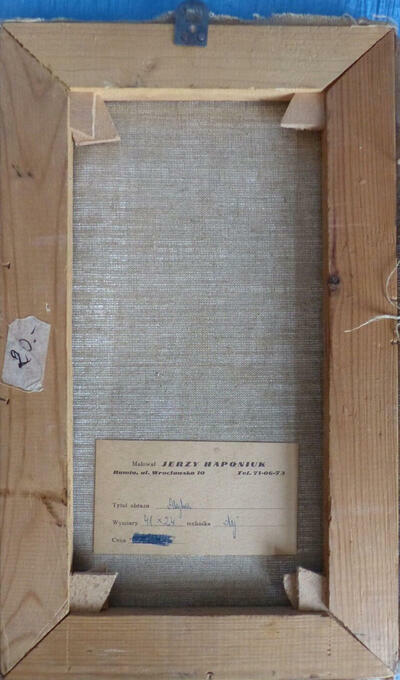 20.-
Malował JERZY HAPONIUK
Rumia, ul. Wrocławska 10 Tel. 71-06-73
Tytuł obrazu
Wymiary 41 × 24 technika olej
Cena